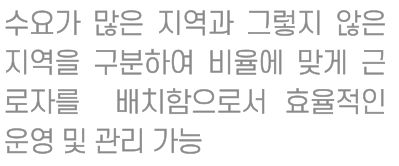 수요가 많은 지역과 그렇지 않은
지역을 구분하여 비율에 맞게 근
로자를 배치함으로서 효율적인
운영 및 관리 가능